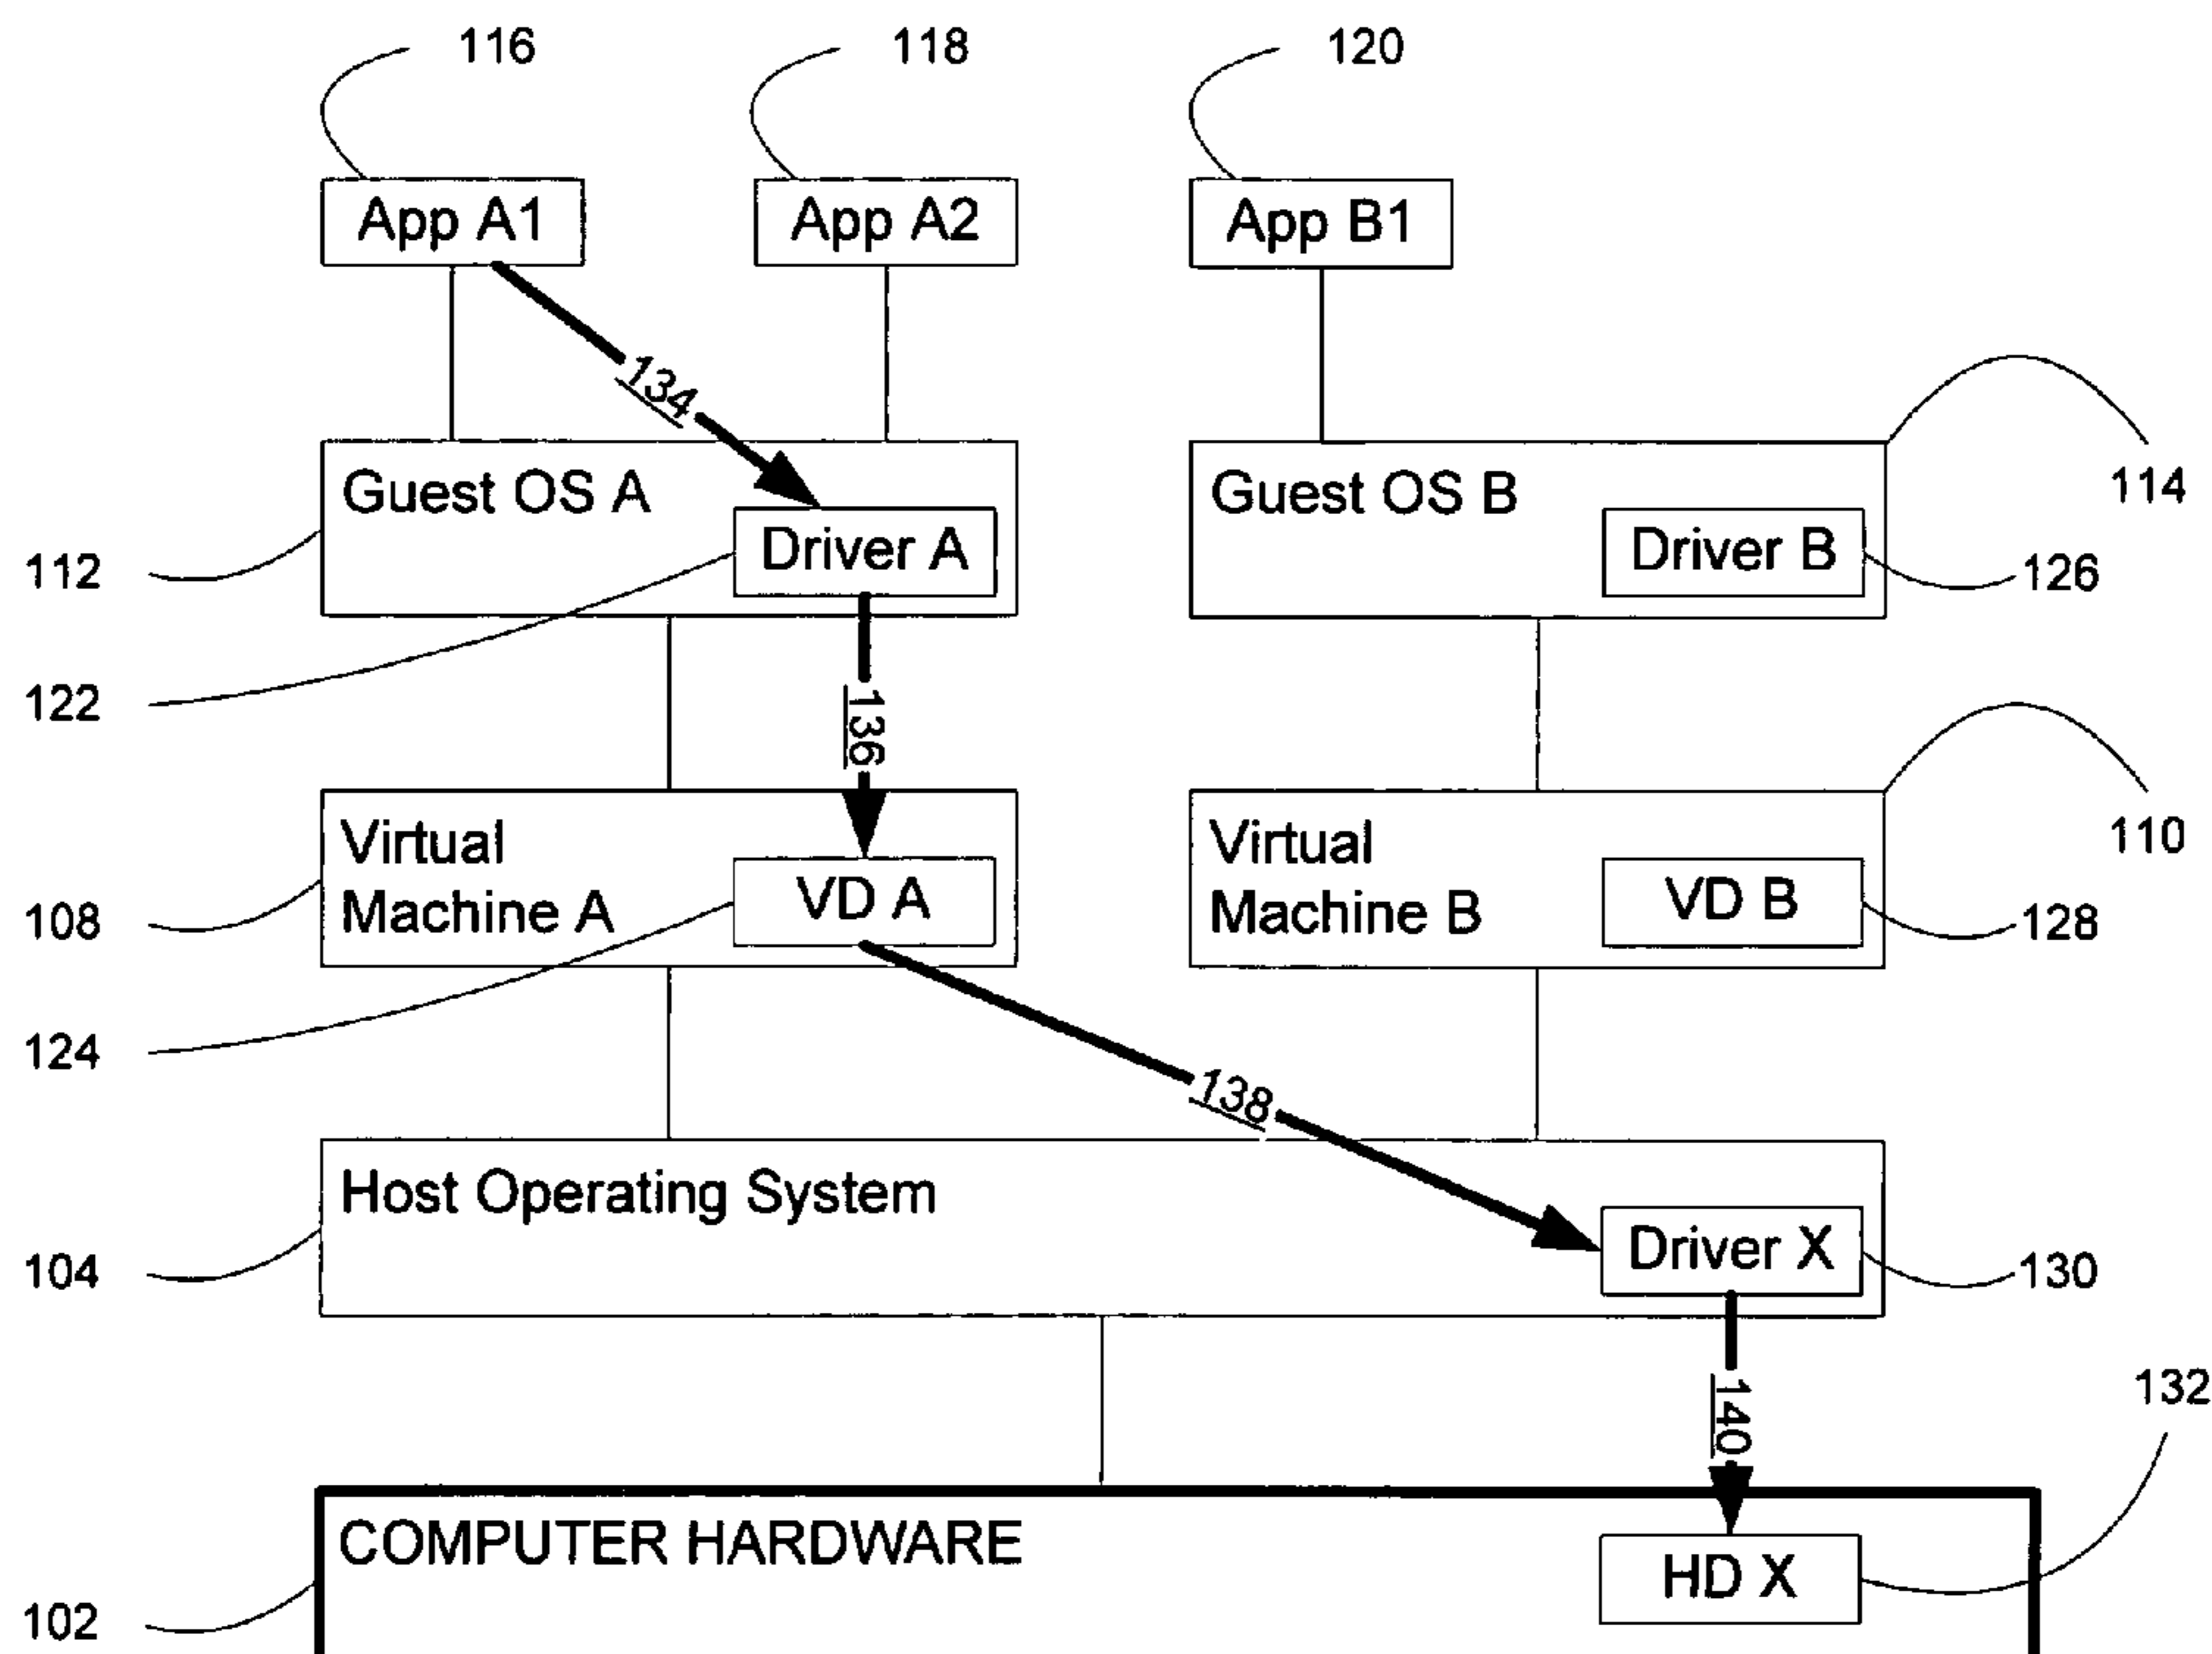 116
118
120
App A1
App A2
App B1
134
Guest OS A
Guest OS B
114
Driver A
Driver B
112
126
122
136
Virtual
Machine A
VD A
Virtual
Machine B
VD B
110
108
128
124
138
Host Operating System
Driver X
104
130
140
132
COMPUTER HARDWARE
HD X
102